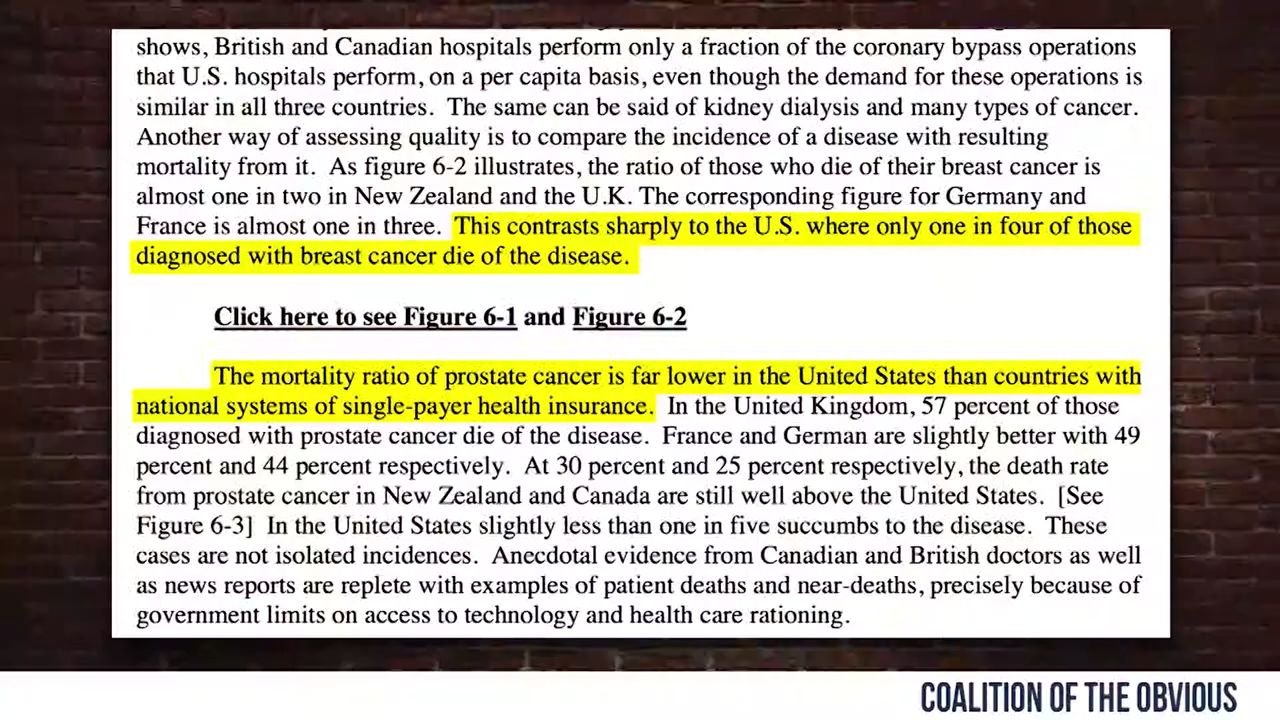 shows, British and Canadian hospitals perform only a fraction of the coronary bypass operations
that U.S. hospitals perform, on a per capita basis, even though the demand for these operations is
similar in all three countries.  The same can be said of kidney dialysis and many types of cancer.
Another way of assessing quality is to compare the incidence of a disease with resulting
mortality from it.  As figure 6-2 illustrates, the ratio of those who die of their breast cancer is
almost one in two in New Zealand and the U.K. The corresponding figure for Germany and
France is almost one in three.  This contrasts sharply to the U.S. where only one in four of those
diagnosed with breast cancer die of the disease.
Click here to see Figure 6-1 and Figure 6-2
The mortality ratio of prostate cancer is far lower in the United States than countries with
national systems of single-payer health insurance.  In the United Kingdom, 57 percent of those
diagnosed with prostate cancer die of the disease.  France and German are slightly better with 49
percent and 44 percent respectively.  At 30 percent and 25 percent respectively, the death rate
from prostate cancer in New Zealand and Canada are still well above the United States.  [See
Figure 6-3]  In the United States slightly less than one in five succumbs to the disease.  These
cases are not isolated incidences.  Anecdotal evidence from Canadian and British doctors as well
as news reports are replete with examples of patient deaths and near-deaths, precisely because of
government limits on access to technology and health care rationing.
COALITION OF THE OBVIOUS